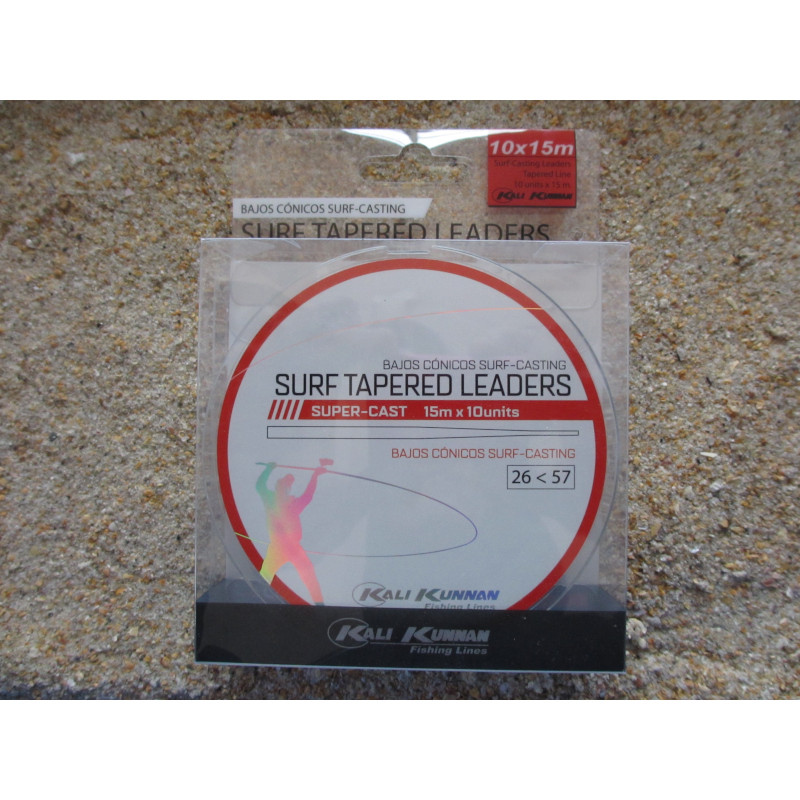 10x15m
Surf-Casting Leaders
Tapered Line
10 units x 15 m
KALI KUNNAN
BAJOS CÓNICOS SURF-CASTING
SURF TAPERED LEADERS
BAJOS CÓNICOS SURF-CASTING
SURF TAPERED LEADERS
SUPER-CAST 15m x 10units
BAJOS CÓNICOS SURF-CASTING
26 < 57
KALI KUNNAN
Fishing Lines
KALI KUNNAN
Fishing Lines